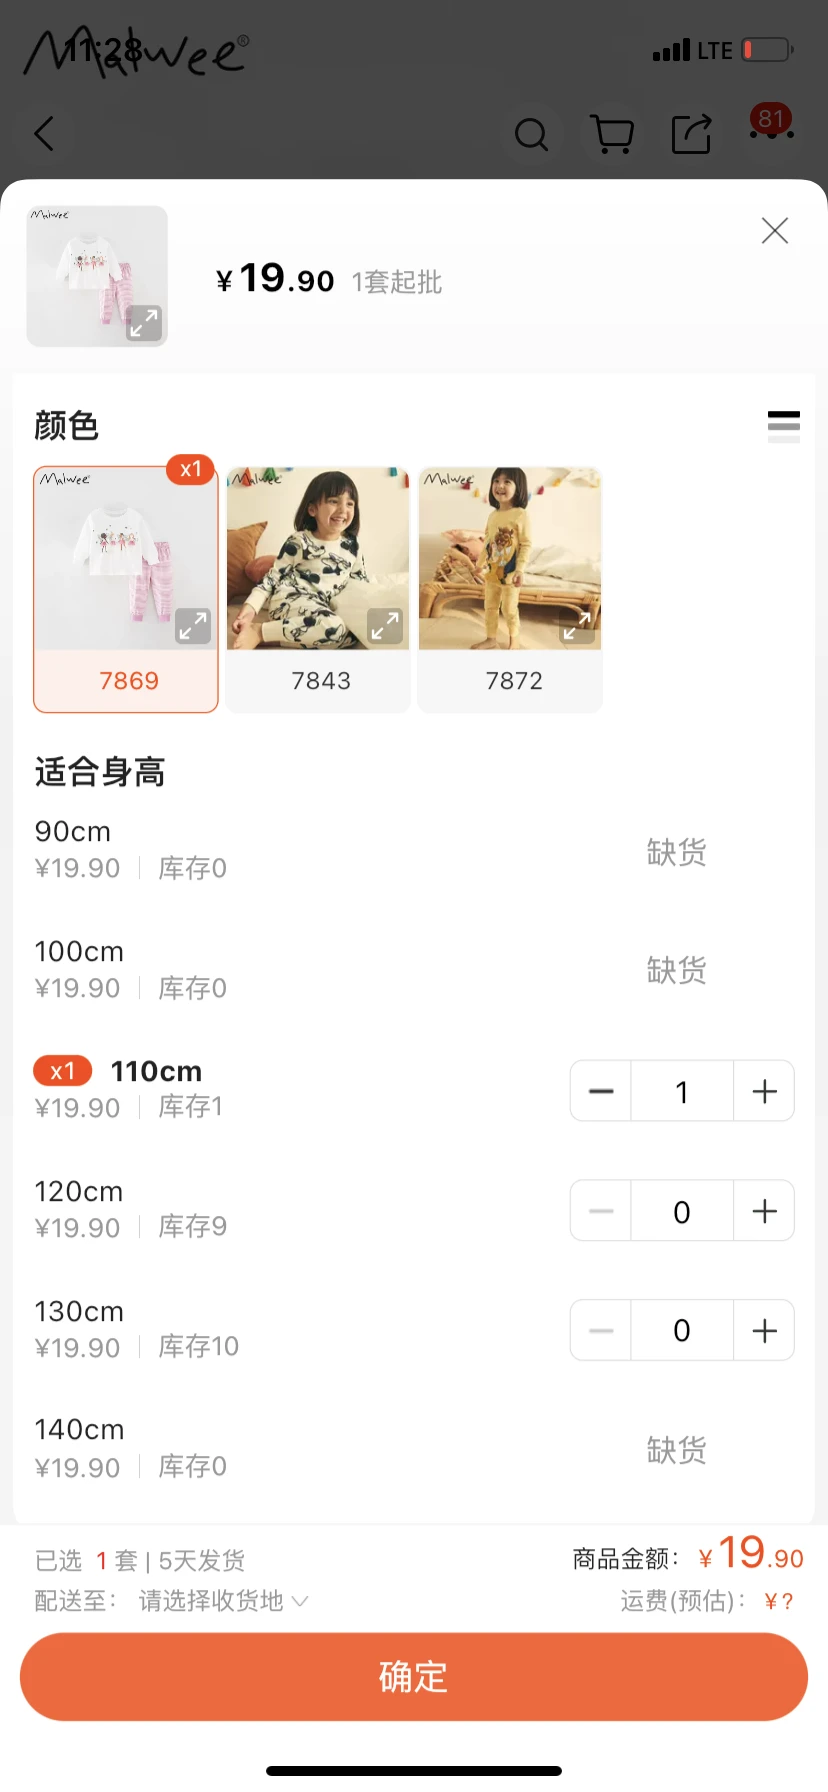 Malwee®
11:28
LTE
81
Malwee
¥19.90 1套起批
颜色
x1
Malwee
Malwee
Malwee
7869
7843
7872
适合身高
90cm
¥19.90 库存0
缺货
100cm
¥19.90 库存0
缺货
x1 110cm
¥19.90 库存1
1
120cm
¥19.90 库存9
0
130cm
¥19.90 库存10
0
140cm
¥19.90 库存0
缺货
已选 1 套 | 5天发货
商品金额: ¥19.90
配送至: 请选择收货地
运费(预估): ¥?
确定